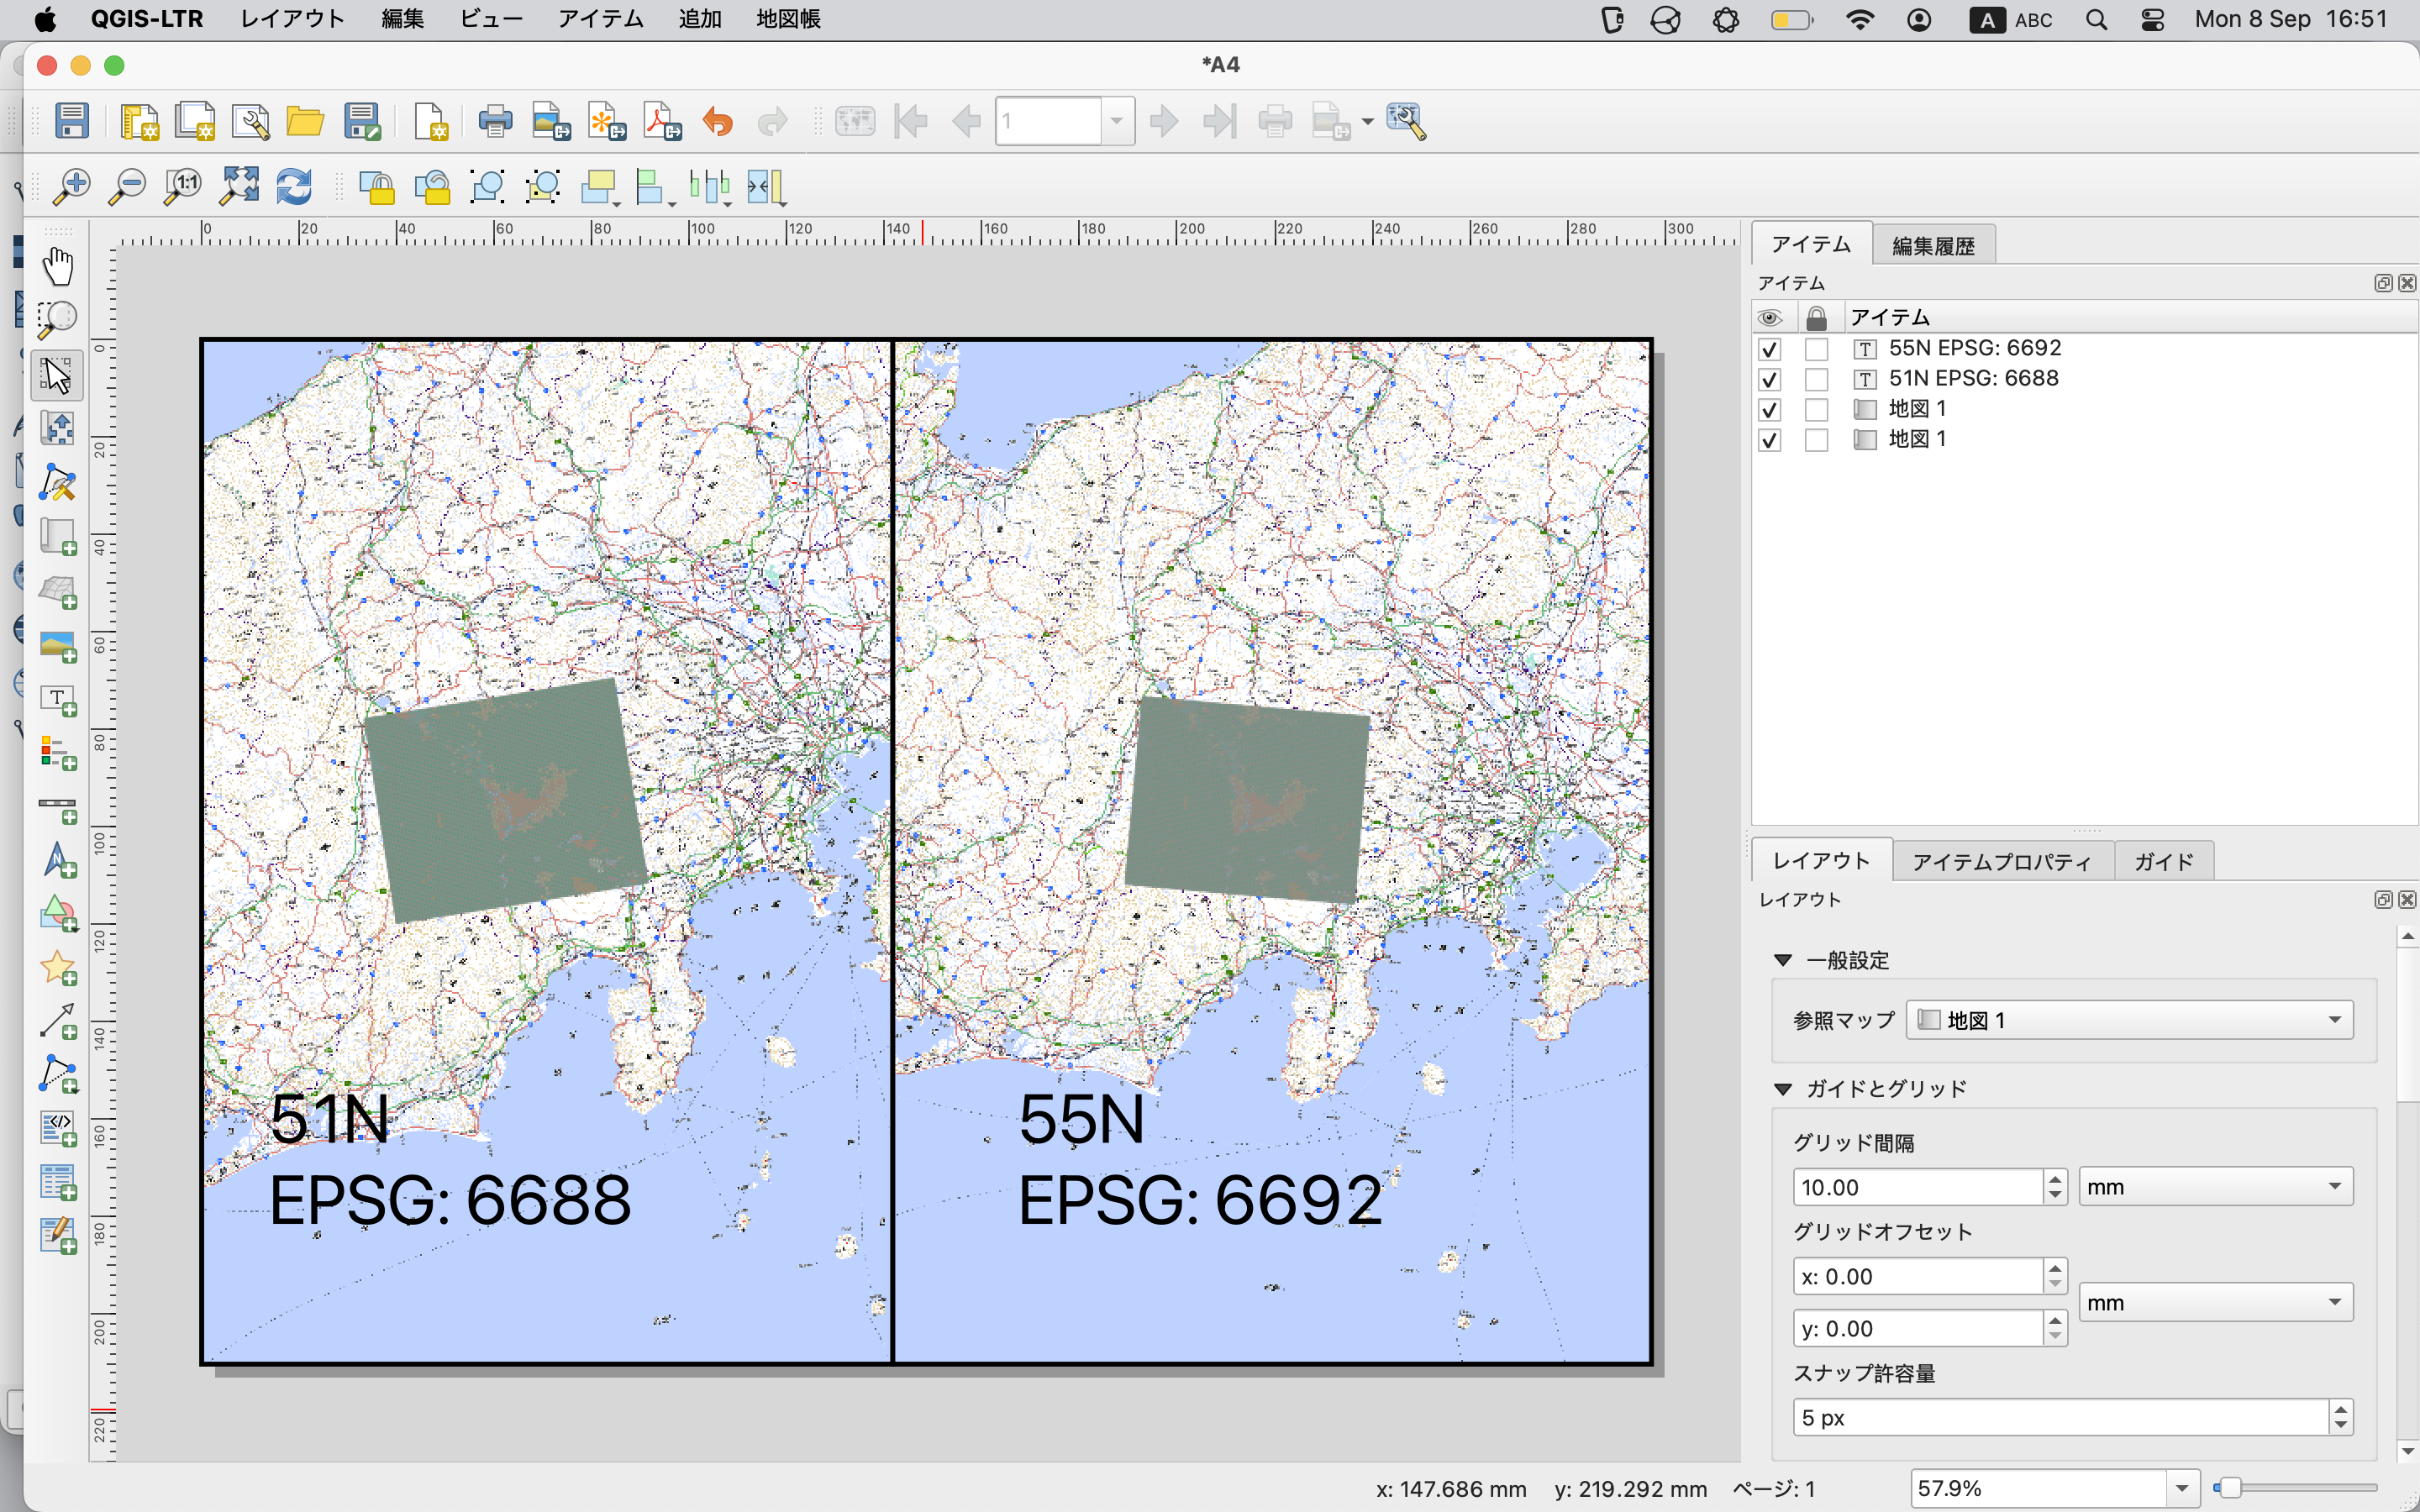 QGIS-LTR レイアウト 編集 ビュー アイテム 追加 地図帳
A ABC Mon 8 Sep 16:51
*A4
1
1:1
0 20 40 60 80 100 120 140 160 180 200 220 240 260 280 300
0
20
40
60
80
100
120
140
160
180
200
220
51N
EPSG: 6688
55N
EPSG: 6692
アイテム 編集履歴
アイテム
アイテム
55N EPSG: 6692
51N EPSG: 6688
地図 1
地図 1
レイアウト アイテムプロパティ ガイド
レイアウト
一般設定
参照マップ 地図 1
ガイドとグリッド
グリッド間隔
10.00 mm
グリッドオフセット
x: 0.00
mm
y: 0.00
スナップ許容量
5 px
x: 147.686 mm y: 219.292 mm ページ: 1 57.9%